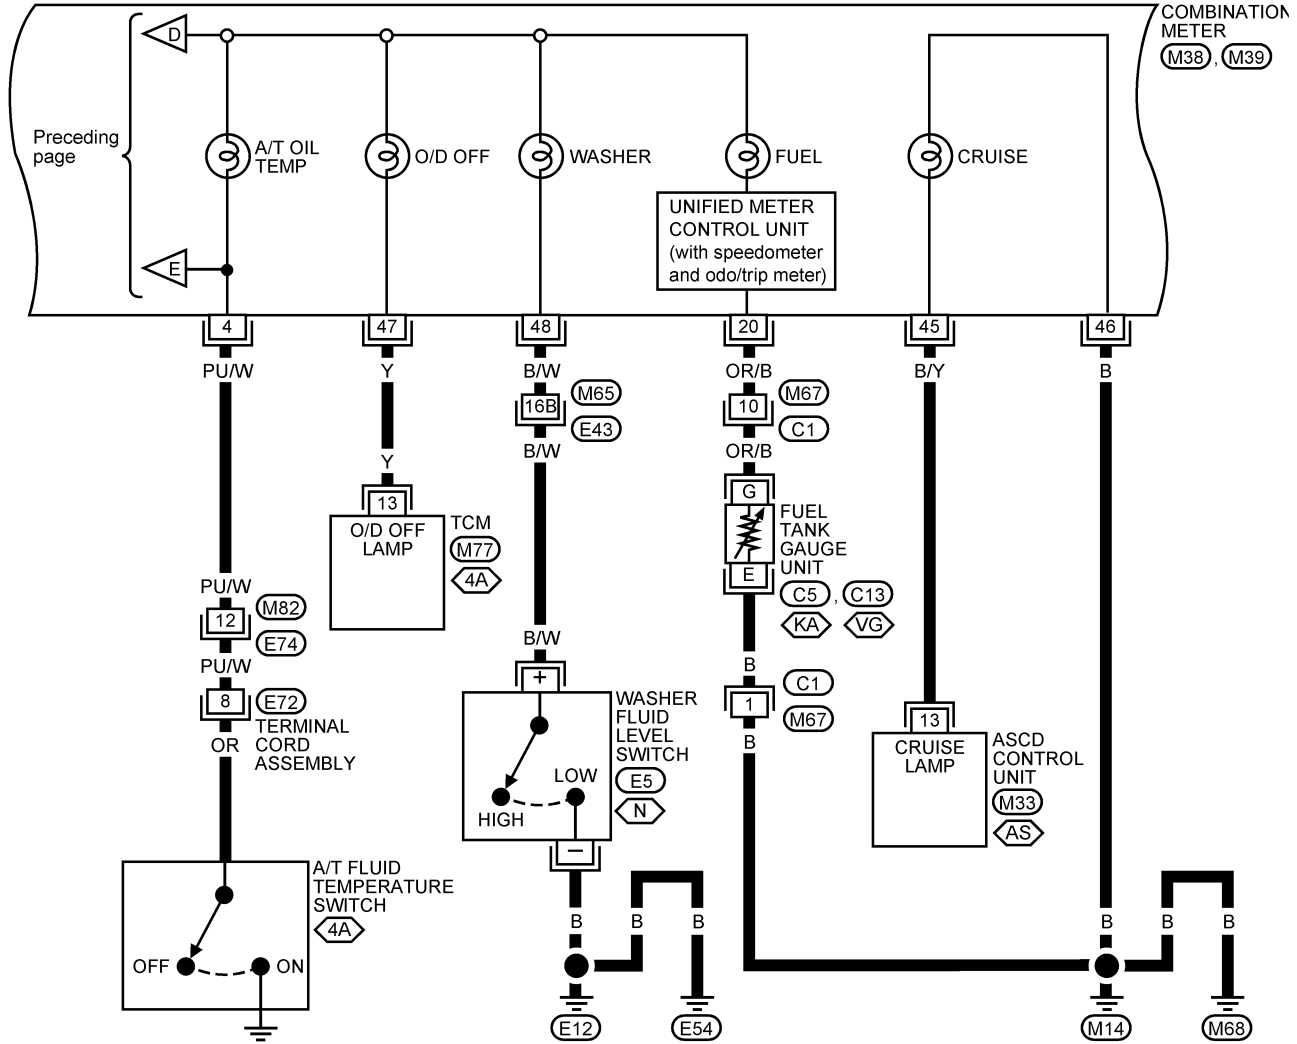 COMBINATION
METER
M38 , M39
D
Preceding
page
A/T OIL
TEMP
O/D OFF
WASHER
FUEL
CRUISE
UNIFIED METER
CONTROL UNIT
(with speedometer
and odo/trip meter)
E
4
47
48
20
45
46
PU/W
Y
B/W
OR/B
B/Y
B
16B
M65
E43
10
M67
C1
B/W
OR/B
Y
13
O/D OFF
LAMP
TCM
M77
4A
G
FUEL
TANK
GAUGE
UNIT
E
C5 , C13
KA
VG
PU/W
12
M82
E74
PU/W
8
E72
TERMINAL
CORD
ASSEMBLY
OR
B/W
+
WASHER
FLUID
LEVEL
SWITCH
E5
N
LOW
HIGH
−
B
1
C1
M67
B
13
CRUISE
LAMP
ASCD
CONTROL
UNIT
M33
AS
A/T FLUID
TEMPERATURE
SWITCH
4A
OFF
ON
B
B
B
B
B
B
E12
E54
M14
M68